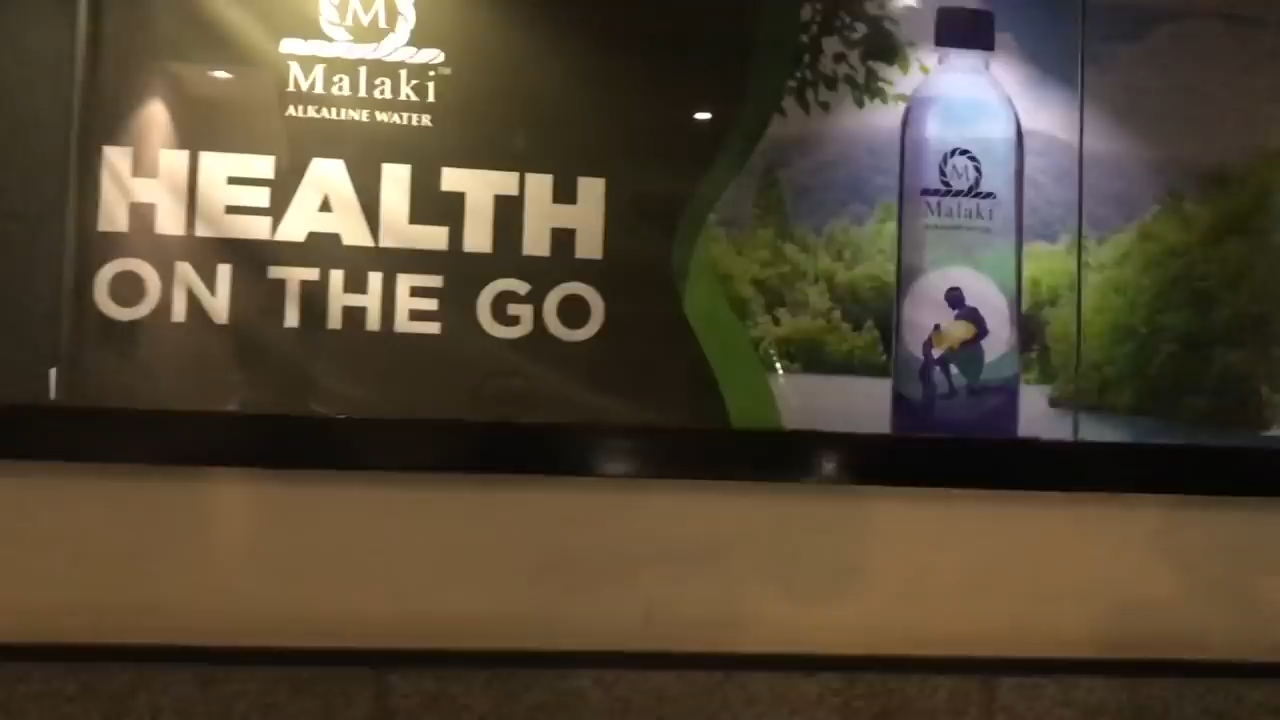 M
Malaki™
ALKALINE WATER
HEALTH
ON THE GO
M
Malaki